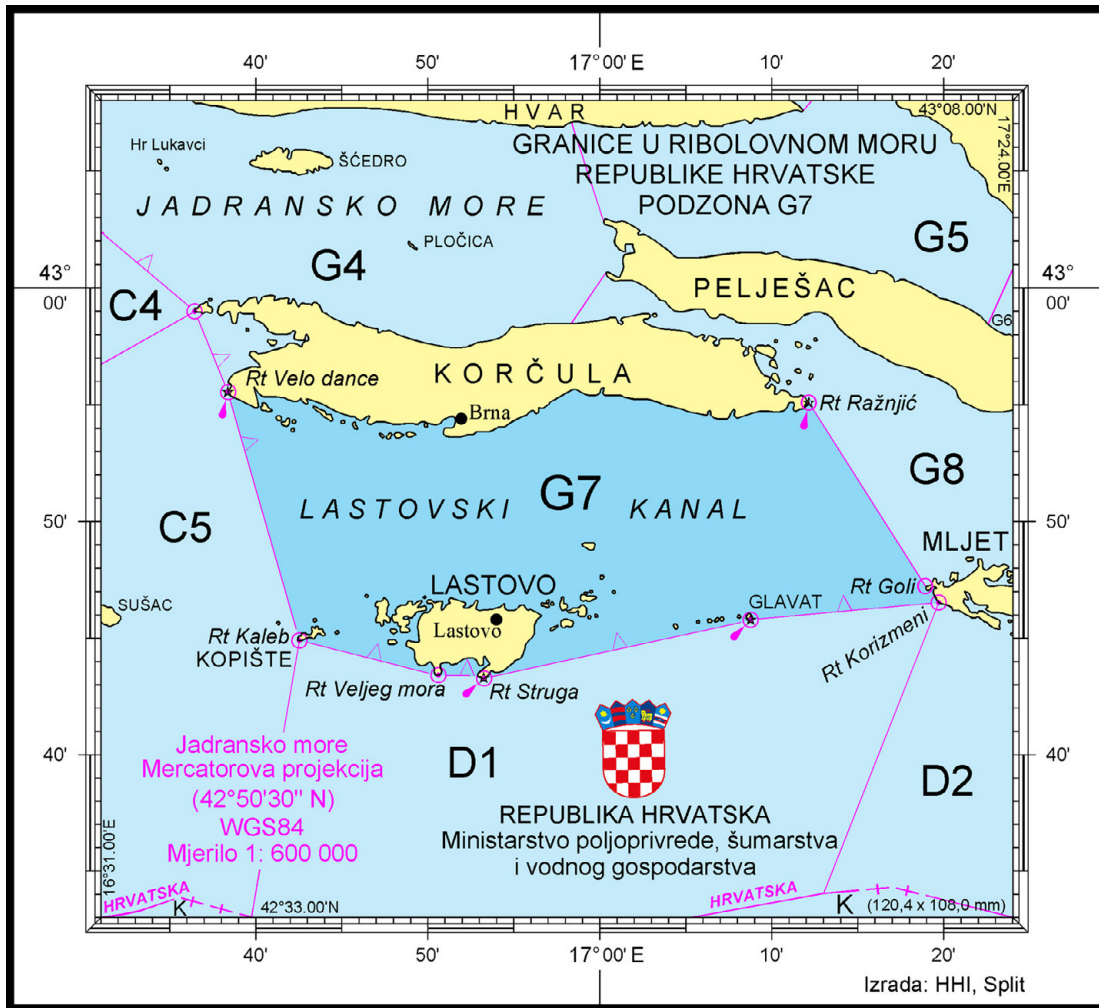 40'
50'
17°00' E
10'
20'
HVAR
43°08.00'N
17°24.00'E
Hr Lukavci
ŠĆEDRO
GRANICE U RIBOLOVNOM MORU
REPUBLIKE HRVATSKE
PODZONA G7
JADRANSKO MORE
PLOČICA
G4
G5
43°
00'
43°
00'
C4
PELJEŠAC
G6
KORČULA
Rt Velo dance
Brna
Rt Ražnjić
G8
G7
LASTOVSKI KANAL
50'
50'
C5
MLJET
LASTOVO
Rt Goli
SUŠAC
GLAVAT
Lastovo
Rt Kaleb
KOPIŠTE
Rt Korizmeni
Rt Veljeg mora
Rt Struga
40'
40'
Jadransko more
Mercatorova projekcija
(42°50'30" N)
WGS84
Mjerilo 1: 600 000
D1
D2
REPUBLIKA HRVATSKA
Ministarstvo poljoprivrede, šumarstva
i vodnog gospodarstva
16°31.00'E
HRVATSKA
K
42°33.00'N
HRVATSKA
K
(120,4 x 108,0 mm)
40'
50'
17°00' E
10'
20'
Izrada: HHI, Split